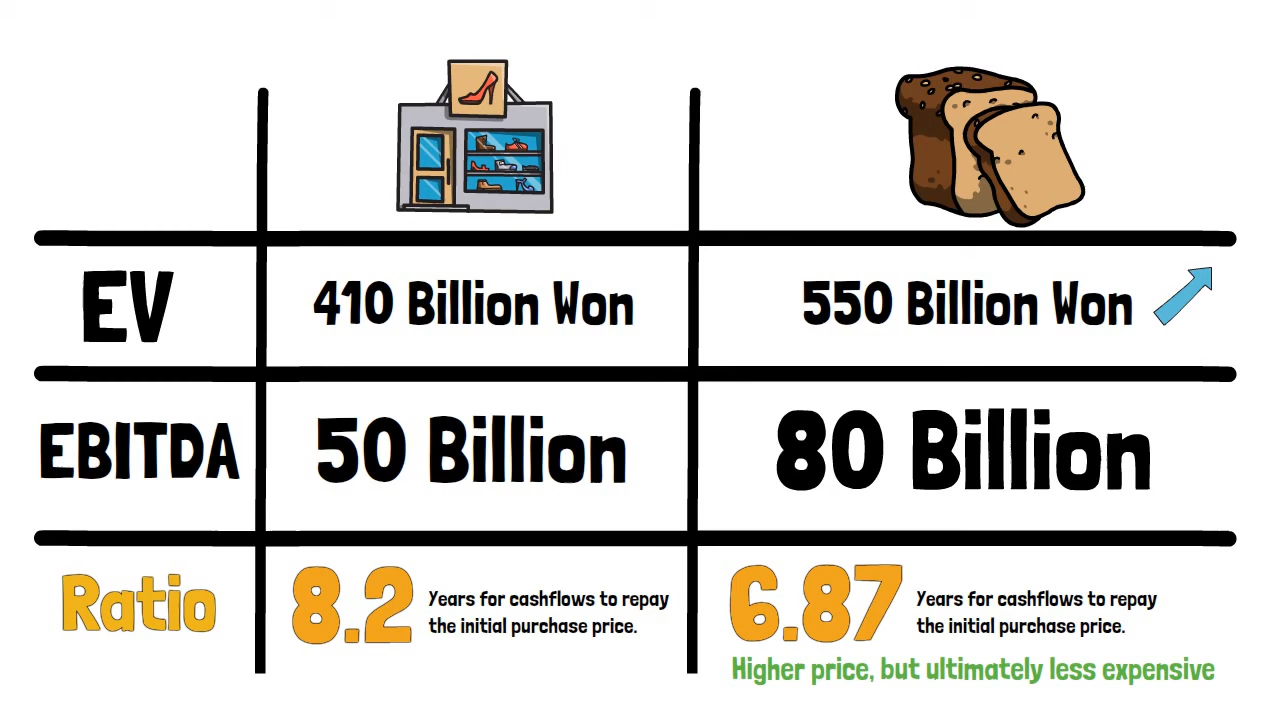 EV
410 Billion Won
550 Billion Won
EBITDA
50 Billion
80 Billion
Ratio
8.2
Years for cashflows to repay
the initial purchase price.
6.87
Years for cashflows to repay
the initial purchase price.
Higher price, but ultimately less expensive